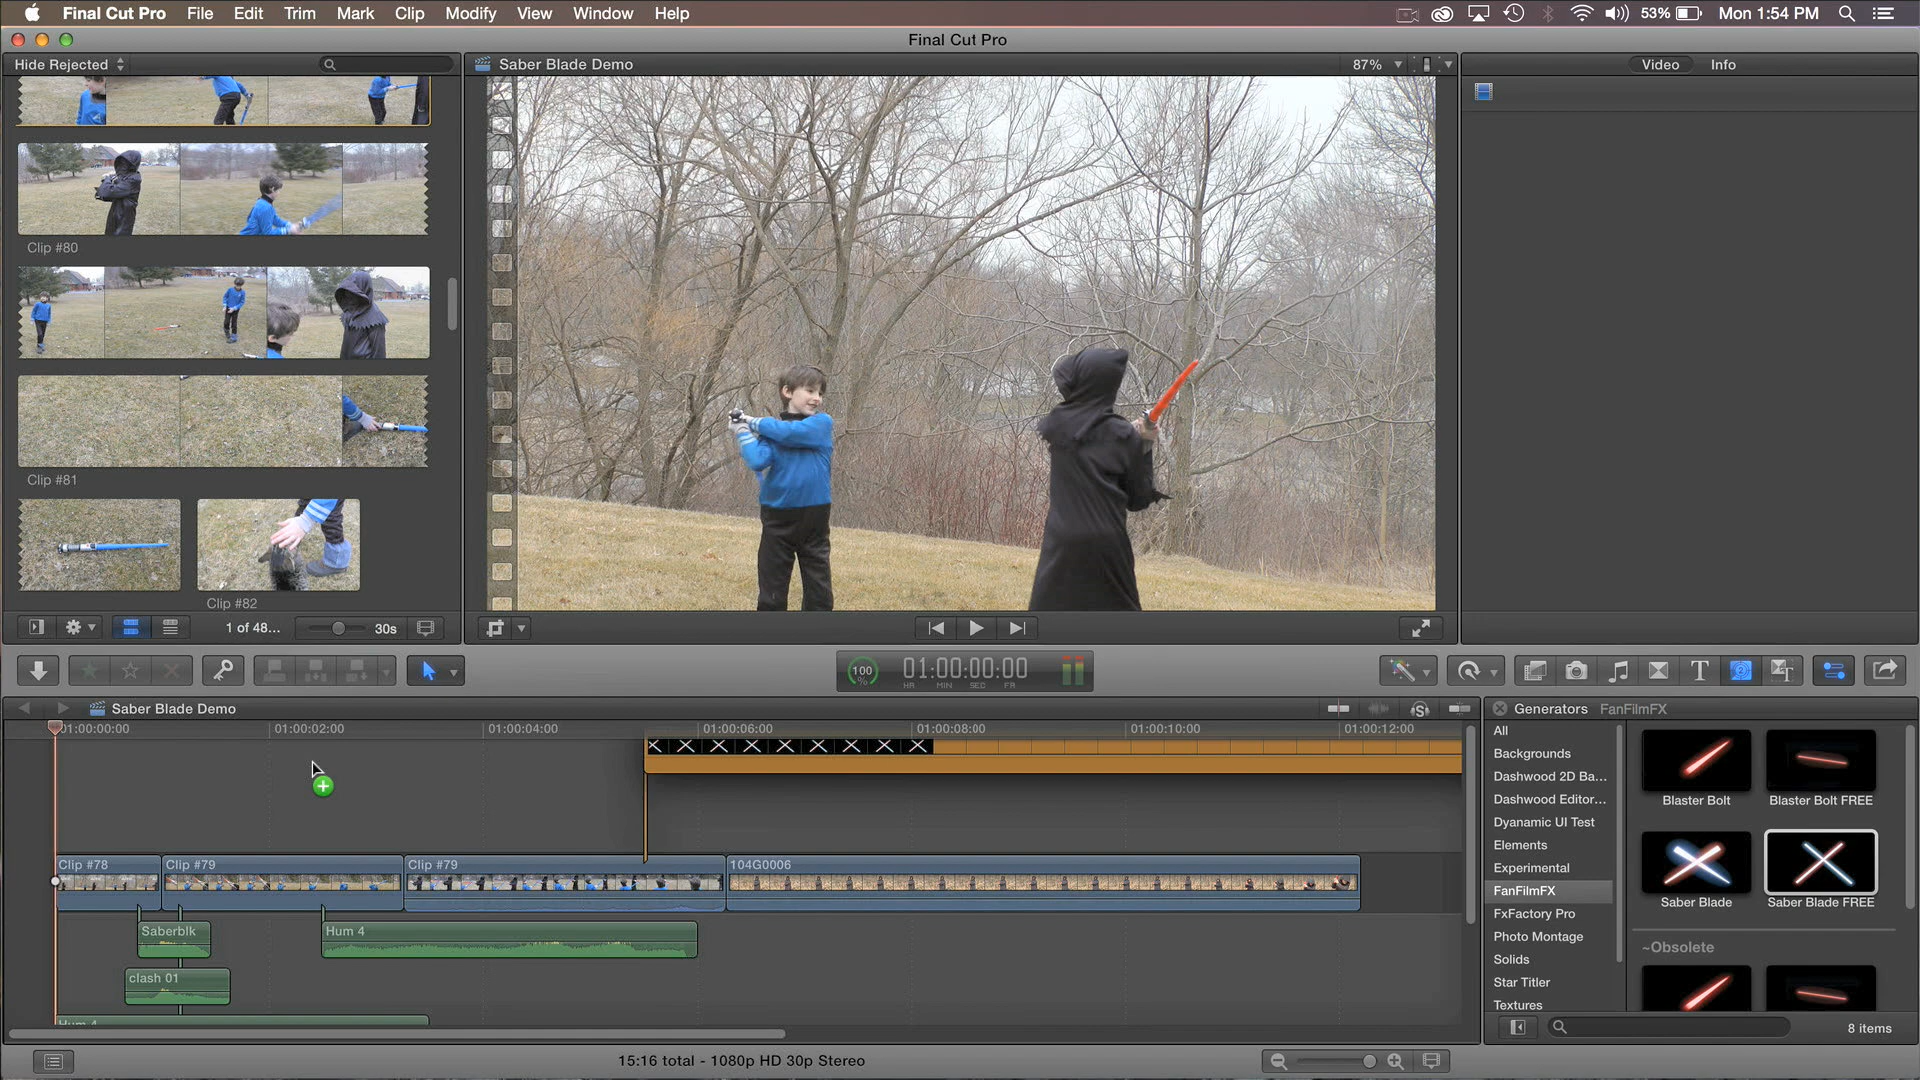 Final Cut Pro File Edit Trim Mark Clip Modify View Window Help
53% Mon 1:54 PM
Final Cut Pro
Hide Rejected
Saber Blade Demo
87%
Video Info
Clip #80
Clip #81
Clip #82
1 of 48... 30s
100 %
01:00:00:00
HR MIN SEC FR
Saber Blade Demo
Generators FanFilmFX
01:00:00:00 01:00:02:00 01:00:04:00 01:00:06:00 01:00:08:00 01:00:10:00 01:00:12:00
All
Backgrounds
Dashwood 2D Ba...
Dashwood Editor...
Dyanamic UI Test
Elements
Experimental
FanFilmFX
FxFactory Pro
Photo Montage
Solids
Star Titler
Textures
Blaster Bolt Blaster Bolt FREE
Saber Blade Saber Blade FREE
~Obsolete
Clip #78 Clip #79 Clip #79 104G0006
Saberblk Hum 4
clash 01
Hum 4
8 items
15:16 total - 1080p HD 30p Stereo